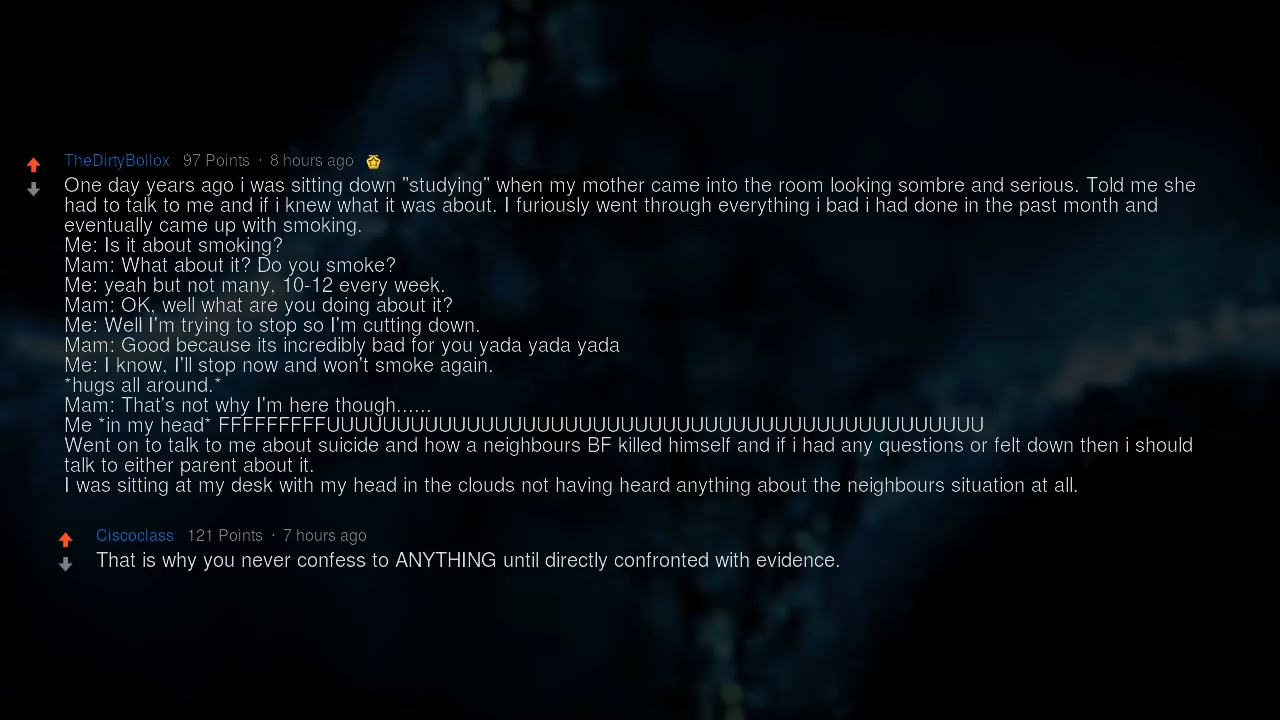 TheDirtyBollox 97 Points · 8 hours ago
One day years ago i was sitting down "studying" when my mother came into the room looking sombre and serious. Told me she
had to talk to me and if i knew what it was about. I furiously went through everything i bad i had done in the past month and
eventually came up with smoking.
Me: Is it about smoking?
Mam: What about it? Do you smoke?
Me: yeah but not many, 10-12 every week.
Mam: OK, well what are you doing about it?
Me: Well I'm trying to stop so I'm cutting down.
Mam: Good because its incredibly bad for you yada yada yada
Me: I know, I'll stop now and won't smoke again.
*hugs all around.*
Mam: That's not why I'm here though......
Me *in my head* FFFFFFFFFUUUUUUUUUUUUUUUUUUUUUUUUUUUUUUUUUUUUUUUUUUUUUUU
Went on to talk to me about suicide and how a neighbours BF killed himself and if i had any questions or felt down then i should
talk to either parent about it.
I was sitting at my desk with my head in the clouds not having heard anything about the neighbours situation at all.
Ciscoclass 121 Points · 7 hours ago
That is why you never confess to ANYTHING until directly confronted with evidence.